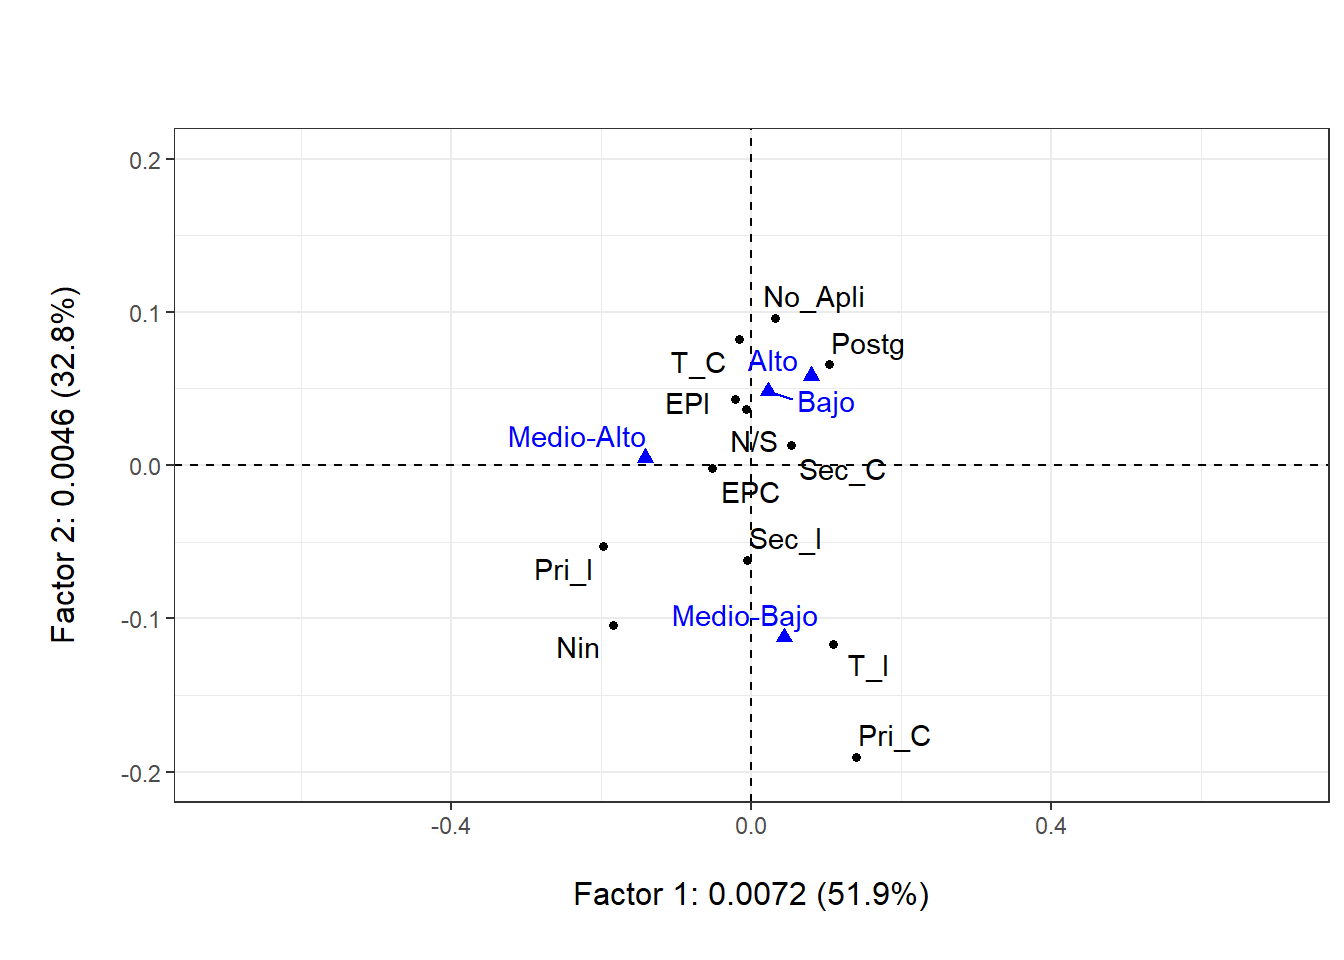 0.2
0.1
0.0
-0.1
-0.2
Factor 2: 0.0046 (32.8%)
No_Apli
Postg
T_C
Alto
EPI
Bajo
Medio-Alto
N/S
Sec_C
EPC
Sec_I
Pri_I
Medio-Bajo
Nin
T_I
Pri_C
-0.4
0.0
0.4
Factor 1: 0.0072 (51.9%)